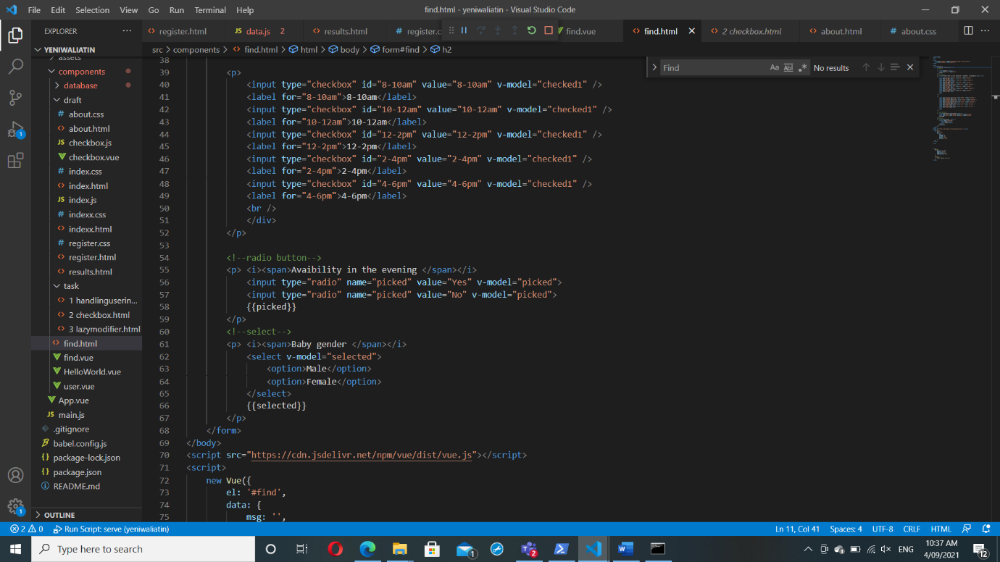 File Edit Selection View Go Run Terminal Help find.html - yeniwaliatin - Visual Studio Code
EXPLORER ···
register.html
JS data.js 2
results.html
# register.c
find.vue
find.html
2 checkbox.html
about.html
# about.css
YENIWALIATIN
assets
components
database
draft
# about.css
about.html
JS checkbox.js
checkbox.vue
# index.css
index.html
JS index.js
# indexx.css
indexx.html
# register.css
register.html
results.html
task
1 handlinguserin...
2 checkbox.html
3 lazymodifier.html
find.html
find.vue
HelloWorld.vue
user.vue
App.vue
JS main.js
.gitignore
babel.config.js
{} package-lock.json
{} package.json
README.md
OUTLINE
src > components > find.html > html > body > form#find > h2
Find Aa Ab .* No results
38
39 <p>
40 <input type="checkbox" id="8-10am" value="8-10am" v-model="checked1" />
41 <label for="8-10am">8-10am</label>
42 <input type="checkbox" id="10-12am" value="10-12am" v-model="checked1" />
43 <label for="10-12am">10-12am</label>
44 <input type="checkbox" id="12-2pm" value="12-2pm" v-model="checked1" />
45 <label for="12-2pm">12-2pm</label>
46 <input type="checkbox" id="2-4pm" value="2-4pm" v-model="checked1" />
47 <label for="2-4pm">2-4pm</label>
48 <input type="checkbox" id="4-6pm" value="4-6pm" v-model="checked1" />
49 <label for="4-6pm">4-6pm</label>
50 <br />
51 </div>
52 </p>
53
54 <!--radio button-->
55 <p> <i><span>Avaibility in the evening </span></i>
56 <input type="radio" name="picked" value="Yes" v-model="picked">
57 <input type="radio" name="picked" value="No" v-model="picked">
58 {{picked}}
59 </p>
60 <!--select-->
61 <p> <i><span>Baby gender </span></i>
62 <select v-model="selected">
63 <option>Male</option>
64 <option>Female</option>
65 </select>
66 {{selected}}
67 </p>
68 </form>
69 </body>
70 <script src="https://cdn.jsdelivr.net/npm/vue/dist/vue.js"></script>
71 <script>
72 new Vue({
73 el: '#find',
74 data: {
75 msg: '',
1
1
2 0 Run Script: serve (yeniwaliatin) Ln 11, Col 41 Spaces: 4 UTF-8 CRLF HTML
Type here to search
1
2
ENG
10:37 AM
4/09/2021
12